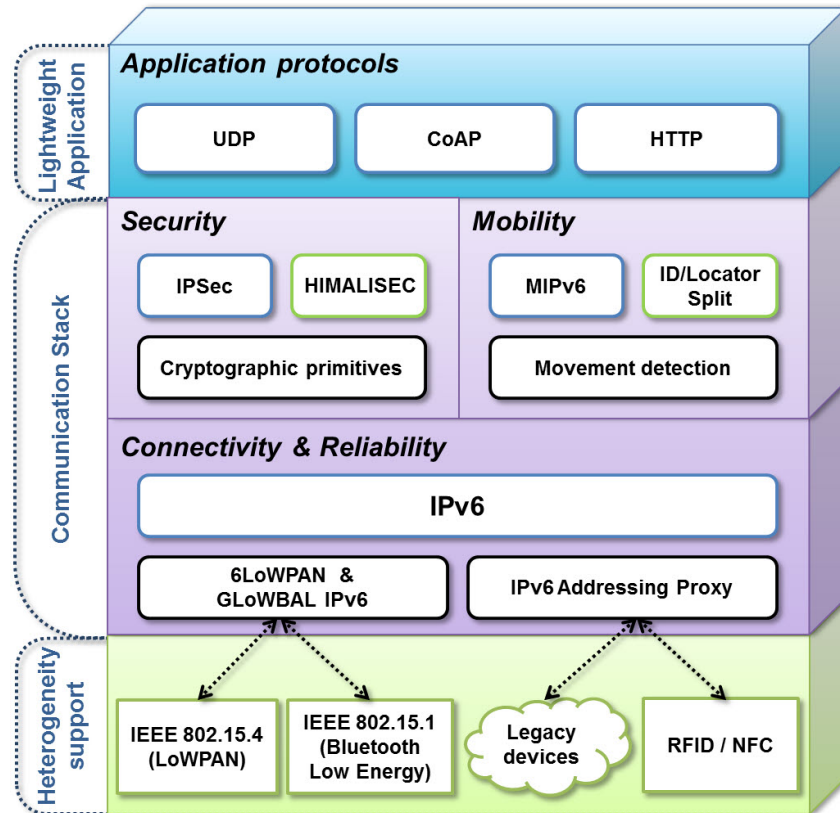 Lightweight
Application
Application protocols
UDP
CoAP
HTTP
Communication Stack
Security
IPSec
HIMALISEC
Cryptographic primitives
Mobility
MIPv6
ID/Locator
Split
Movement detection
Connectivity & Reliability
IPv6
6LoWPAN &
GLoWBAL IPv6
IPv6 Addressing Proxy
Heterogeneity
support
IEEE 802.15.4
(LoWPAN)
IEEE 802.15.1
(Bluetooth
Low Energy)
Legacy
devices
RFID / NFC